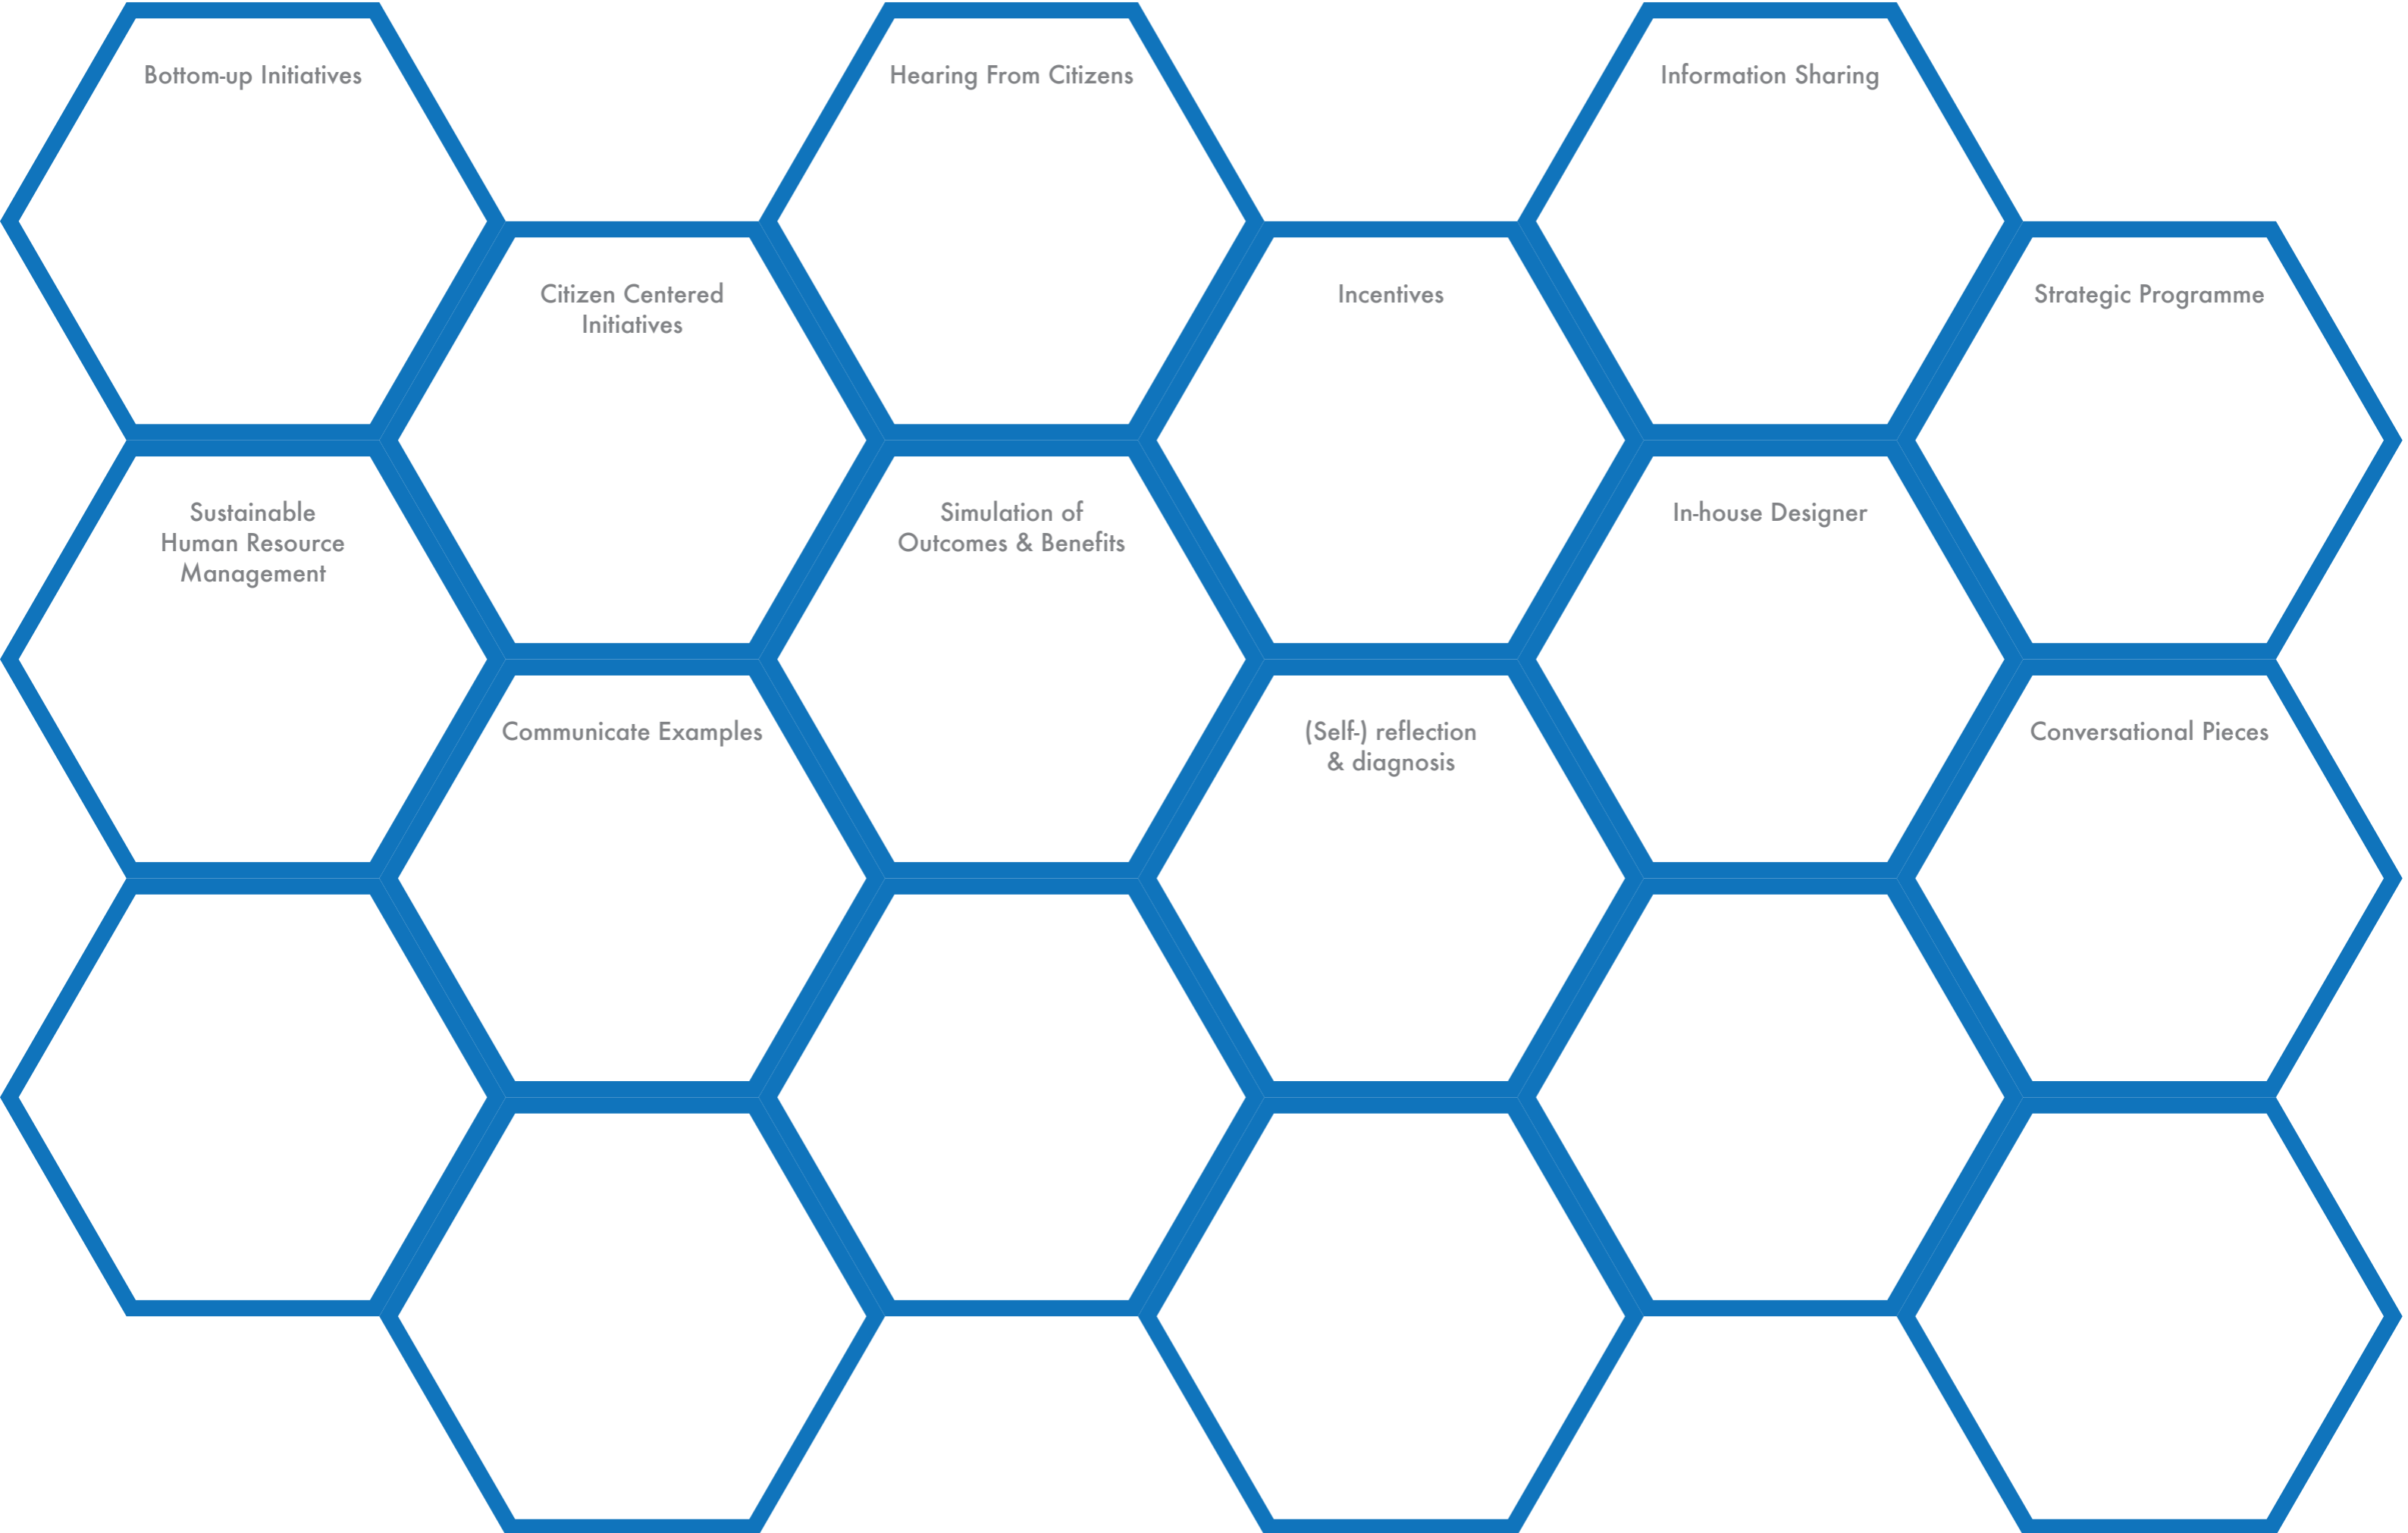 Bottom-up Initiatives
Hearing From Citizens
Information Sharing
Citizen Centered
Initiatives
Incentives
Strategic Programme
Sustainable
Human Resource
Management
Simulation of
Outcomes & Benefits
In-house Designer
Communicate Examples
(Self-) reflection
& diagnosis
Conversational Pieces